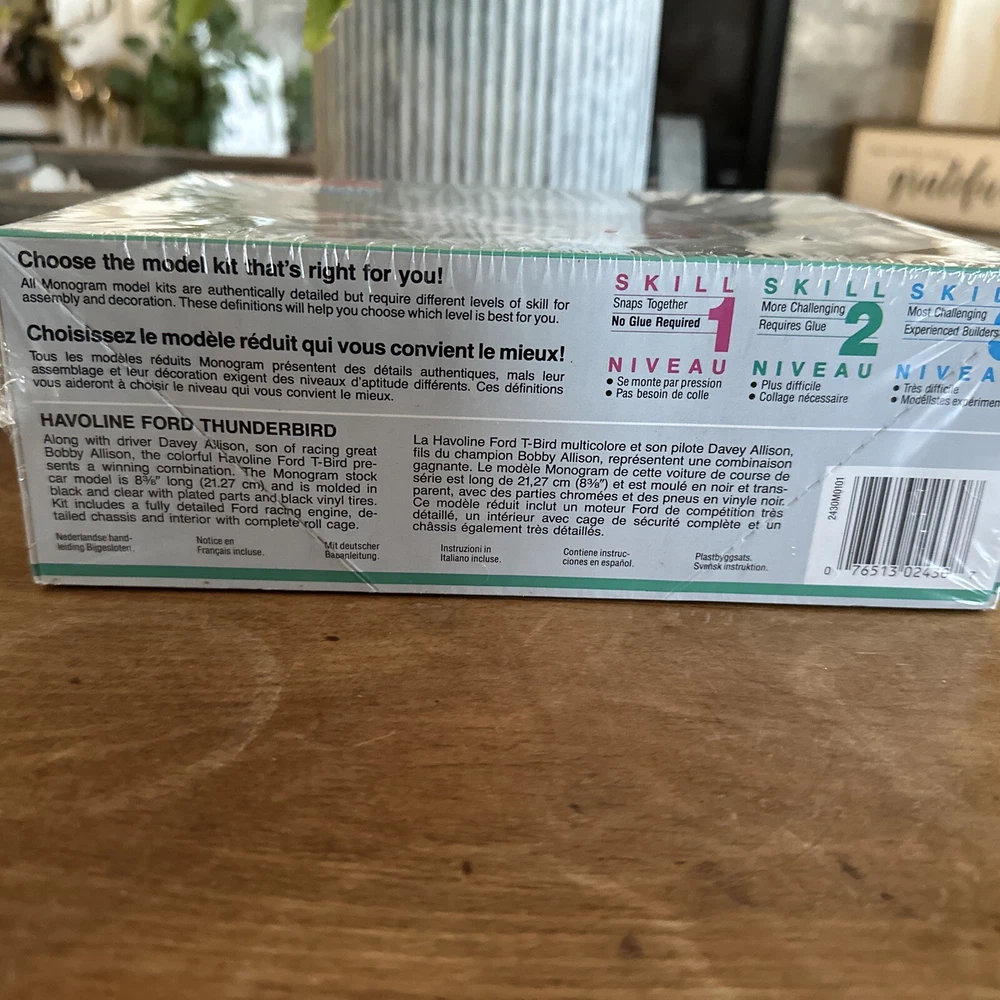 Choose the model kit that's right for you!
All Monogram model kits are authentically detailed but require different levels of skill for
assembly and decoration. These definitions will help you choose which level is best for you.
Choisissez le modèle réduit qui vous convient le mieux!
Tous les modèles réduits Monogram présentent des détails authentiques, mais leur
assemblage et leur décoration exigent des niveaux d'aptitude différents. Ces définitions
vous aideront à choisir le niveau qui vous convient le mieux.
SKILL 1
Snaps Together
No Glue Required
NIVEAU
• Se monte par pression
• Pas besoin de colle
SKILL 2
More Challenging
Requires Glue
NIVEAU
• Plus difficile
• Collage nécessaire
SKIL
Most Challenging
Experienced Builders
NIVEA
• Très difficile
• Modélistes expérimen
HAVOLINE FORD THUNDERBIRD
Along with driver Davey Allison, son of racing great
Bobby Allison, the colorful Havoline Ford T-Bird pre-
sents a winning combination. The Monogram stock
car model is 8⅜" long (21.27 cm) and is molded in
black and clear with plated parts and black vinyl tires.
Kit includes a fully detailed Ford racing engine, de-
tailed chassis and interior with complete roll cage.
La Havoline Ford T-Bird multicolore et son pilote Davey Allison,
fils du champion Bobby Allison, représentent une combinaison
gagnante. Le modèle Monogram de cette voiture de course de
série est long de 21,27 cm (8⅜") et est moulé en noir et trans-
parent, avec des parties chromées et des pneus en vinyle noir.
Ce modèle réduit inclut un moteur Ford de compétition très
détaillé, un intérieur avec cage de sécurité complète et un
châssis également très détaillés.
Nederlandse hand-
leiding Bijgesloten.
Notice en
Français incluse.
Mit deutscher
Bauanleitung.
Instruzioni in
Italiano incluse.
Contiene instruc-
ciones en español.
Plastbyggsats.
Svensk instruktion.
2430M0101
0 76513 02430 7
grateful